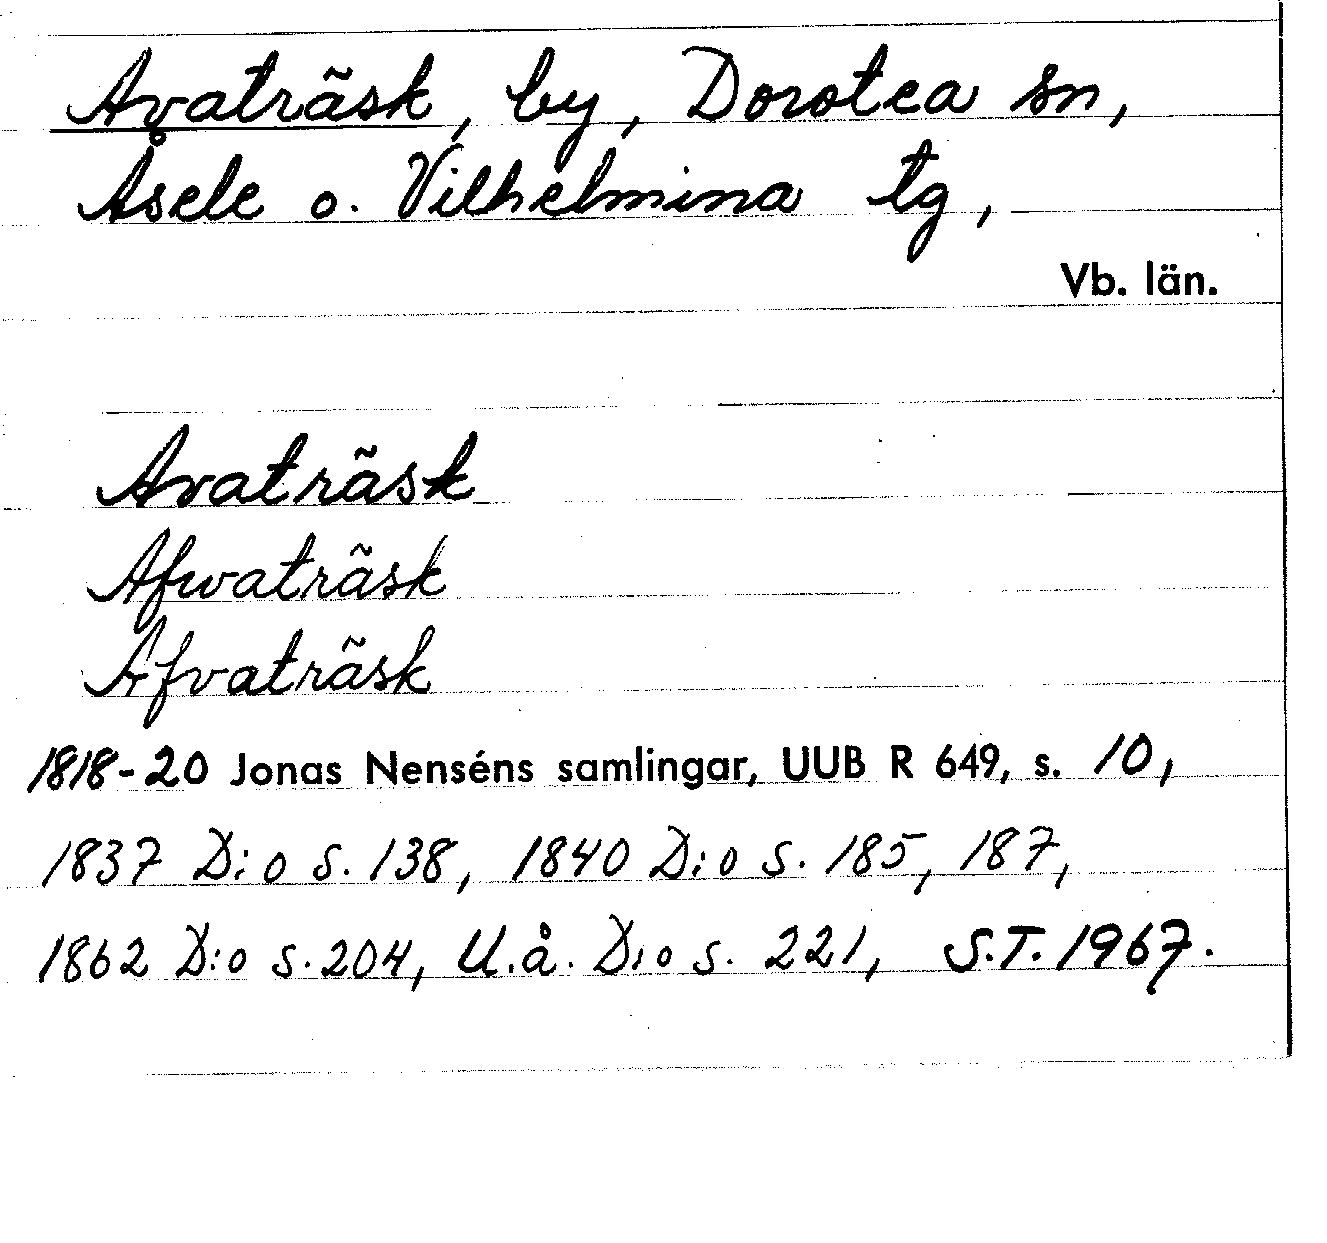 Avaträsk, by, Dorotea sn,
Åsele o. Vilhelmina tg,
Vb. län.
Avaträsk
Afwaträsk
Afvaträsk
1818-20 Jonas Nenséns samlingar, UUB R 649, s. 10,
1837 D:o s. 138, 1840 D:o s. 185, 187,
1862 D:o s. 204, U.å. D:o s. 221, S.T. 1967.